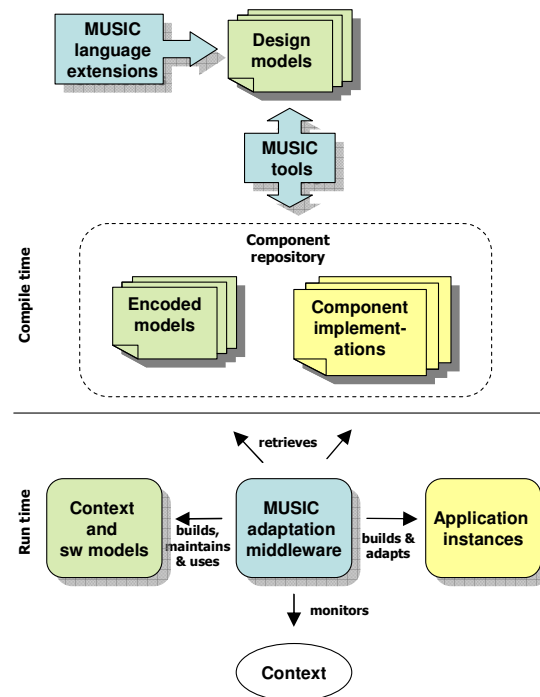 MUSIC
language
extensions
Design
models
MUSIC
tools
Compile time
Component
repository
Encoded
models
Component
implement-
ations
retrieves
Run time
Context
and
sw models
builds,
maintains
& uses
MUSIC
adaptation
middleware
builds &
adapts
Application
instances
monitors
Context